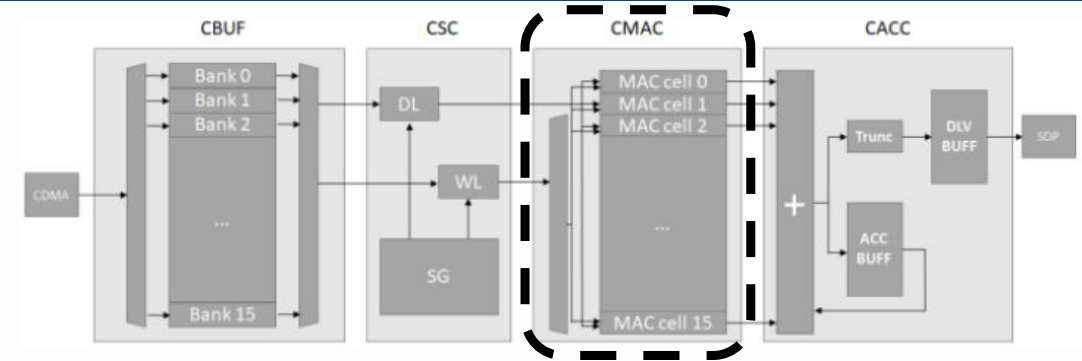 CBUF
CSC
CMAC
CACC
Bank 0
Bank 1
Bank 2
...
Bank 15
CDMA
DL
WL
SG
MAC cell 0
MAC cell 1
MAC cell 2
...
MAC cell 15
+
Trunc
DLV
BUFF
ACC
BUFF
SDP